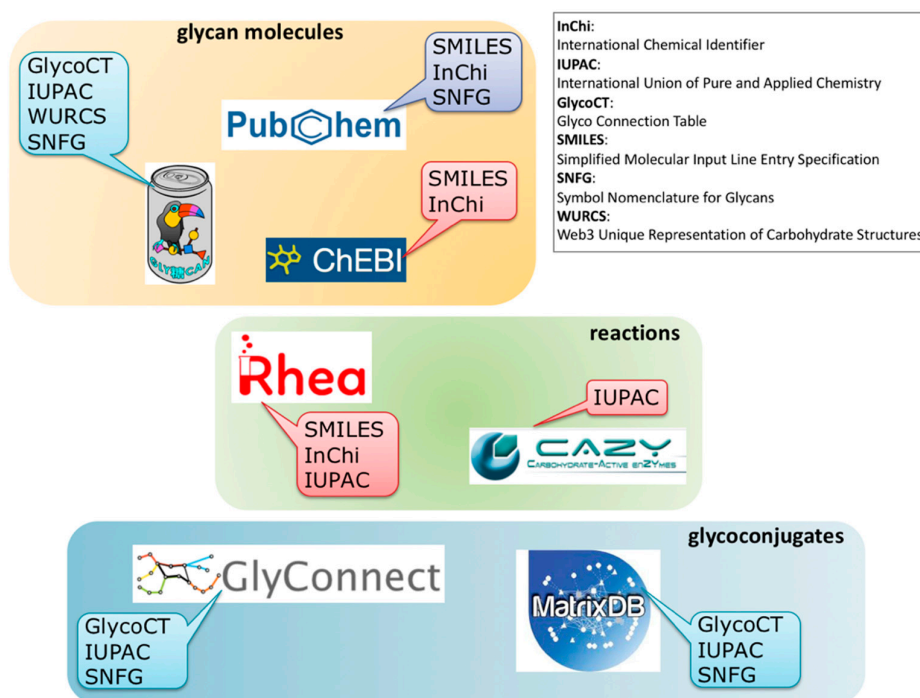 glycan molecules
GlycoCT
IUPAC
WURCS
SNFG
SMILES
InChi
SNFG
PubChem
SMILES
InChi
GLYCAN
ChEBI
InChi:
International Chemical Identifier
IUPAC:
International Union of Pure and Applied Chemistry
GlycoCT:
Glyco Connection Table
SMILES:
Simplified Molecular Input Line Entry Specification
SNFG:
Symbol Nomenclature for Glycans
WURCS:
Web3 Unique Representation of Carbohydrate Structures
reactions
Rhea
SMILES
InChi
IUPAC
IUPAC
CAZY
CARBOHYDRATE-ACTIVE ENZYMES
glycoconjugates
GlyConnect
GlycoCT
IUPAC
SNFG
MatrixDB
GlycoCT
IUPAC
SNFG